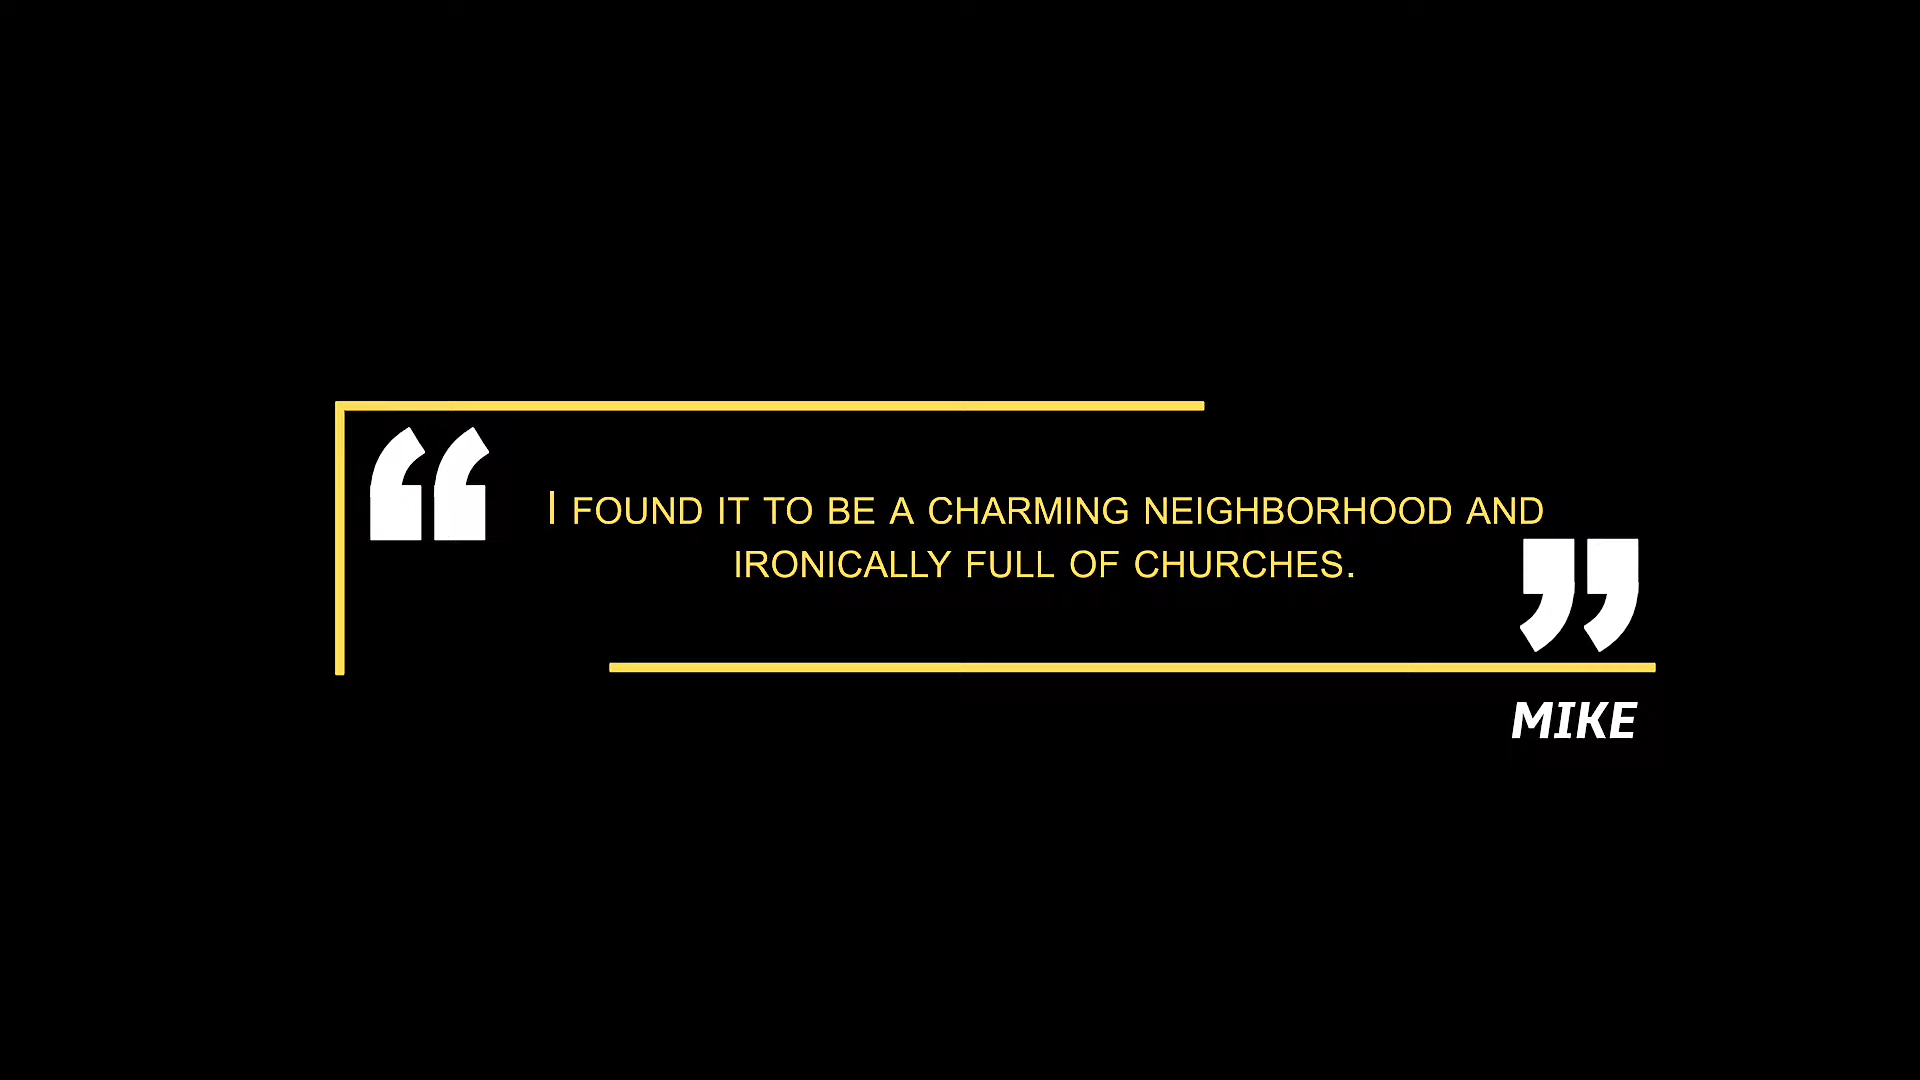 “I FOUND IT TO BE A CHARMING NEIGHBORHOOD AND
IRONICALLY FULL OF CHURCHES.”
MIKE